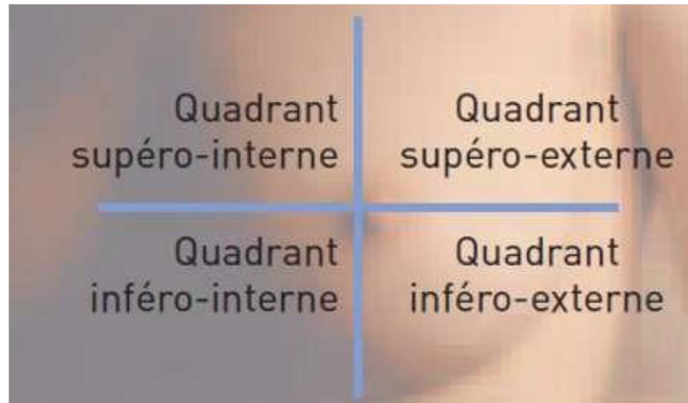 Quadrant
supéro-interne
Quadrant
supéro-externe
Quadrant
inféro-interne
Quadrant
inféro-externe